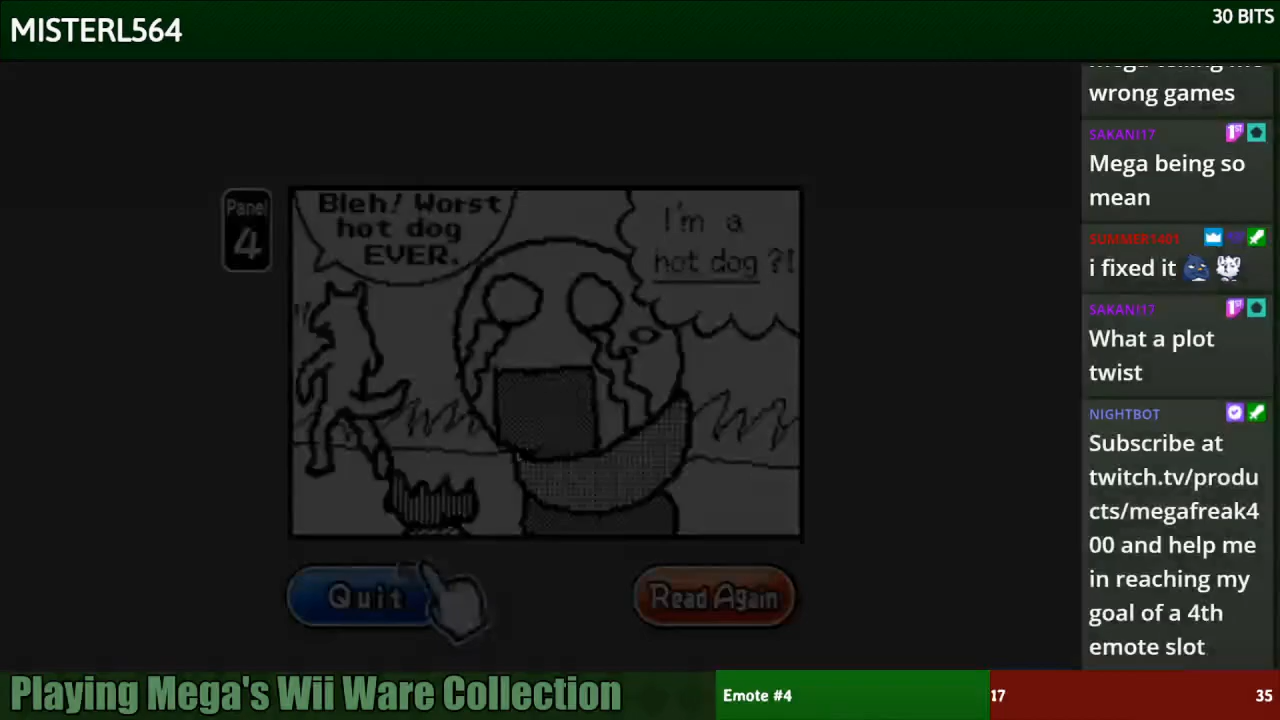 MISTERL564
30 BITS
wrong games
SAKANI17
Mega being so
mean
SUMMER1401
i fixed it
SAKANI17
What a plot
twist
NIGHTBOT
Subscribe at
twitch.tv/produ
cts/megafreak4
00 and help me
in reaching my
goal of a 4th
emote slot
Panel
4
Bleh! Worst
hot dog
EVER.
I'm a
hot dog?!
Quit
Read Again
Playing Mega's Wii Ware Collection
Emote #4
17
35